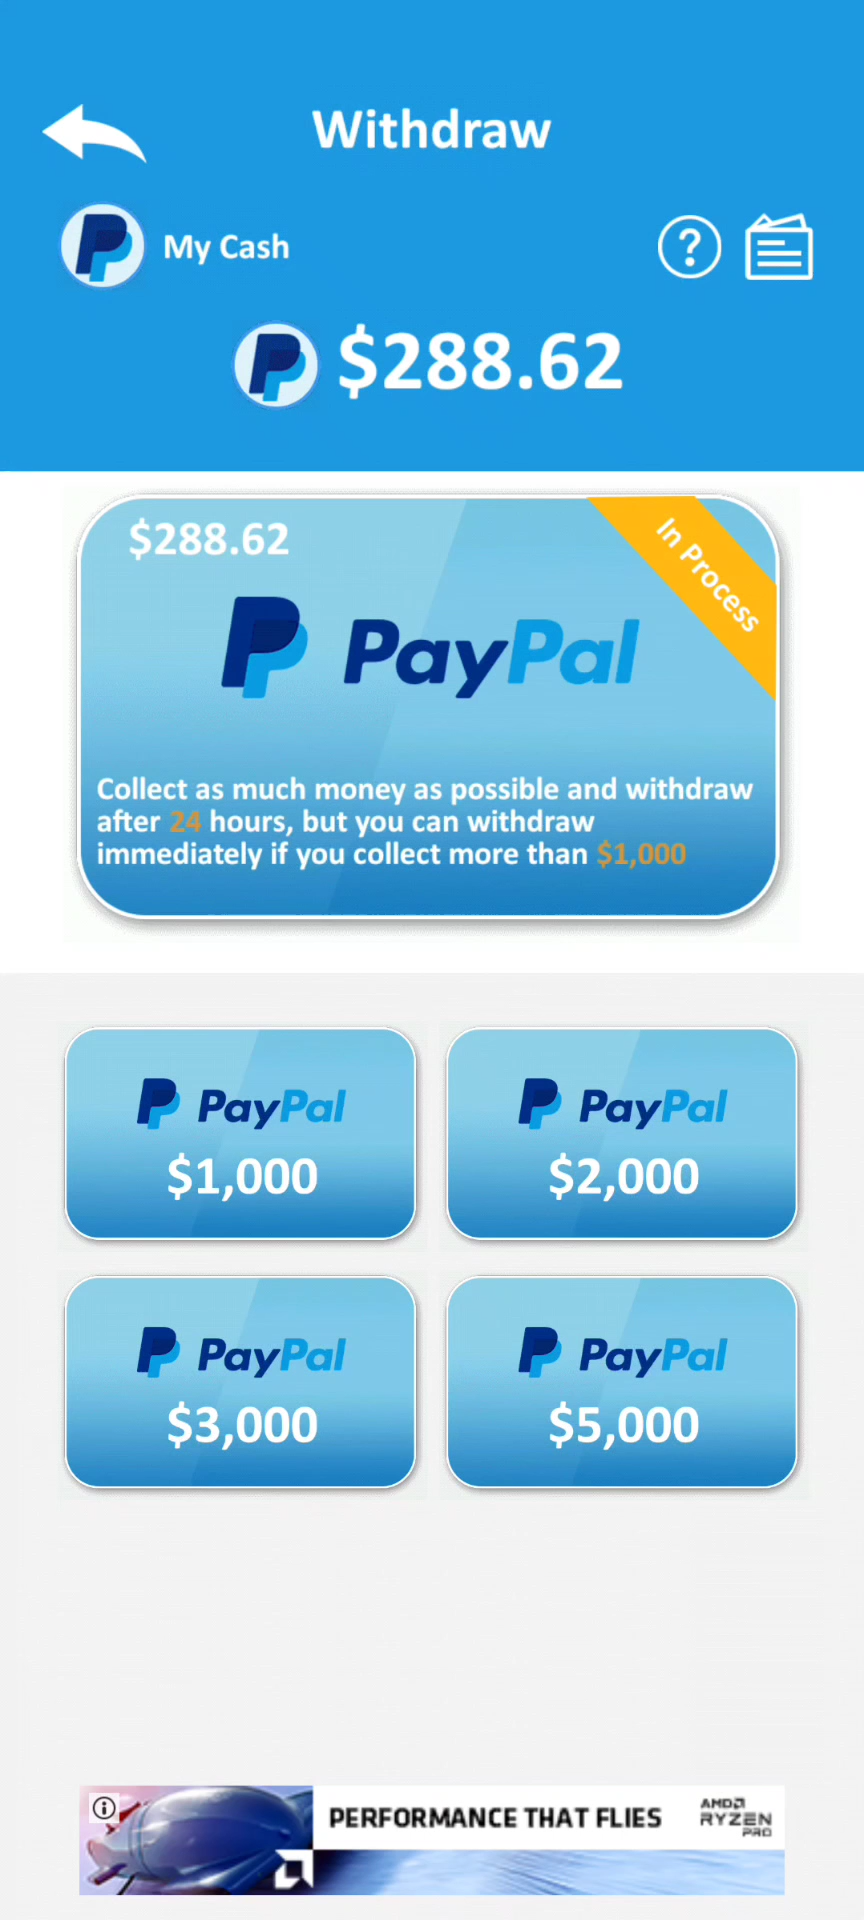 Withdraw
My Cash
?
$288.62
$288.62
In Process
PayPal
Collect as much money as possible and withdraw
after 24 hours, but you can withdraw
immediately if you collect more than $1,000
PayPal
$1,000
PayPal
$2,000
PayPal
$3,000
PayPal
$5,000
PERFORMANCE THAT FLIES
AMD
RYZEN
PRO